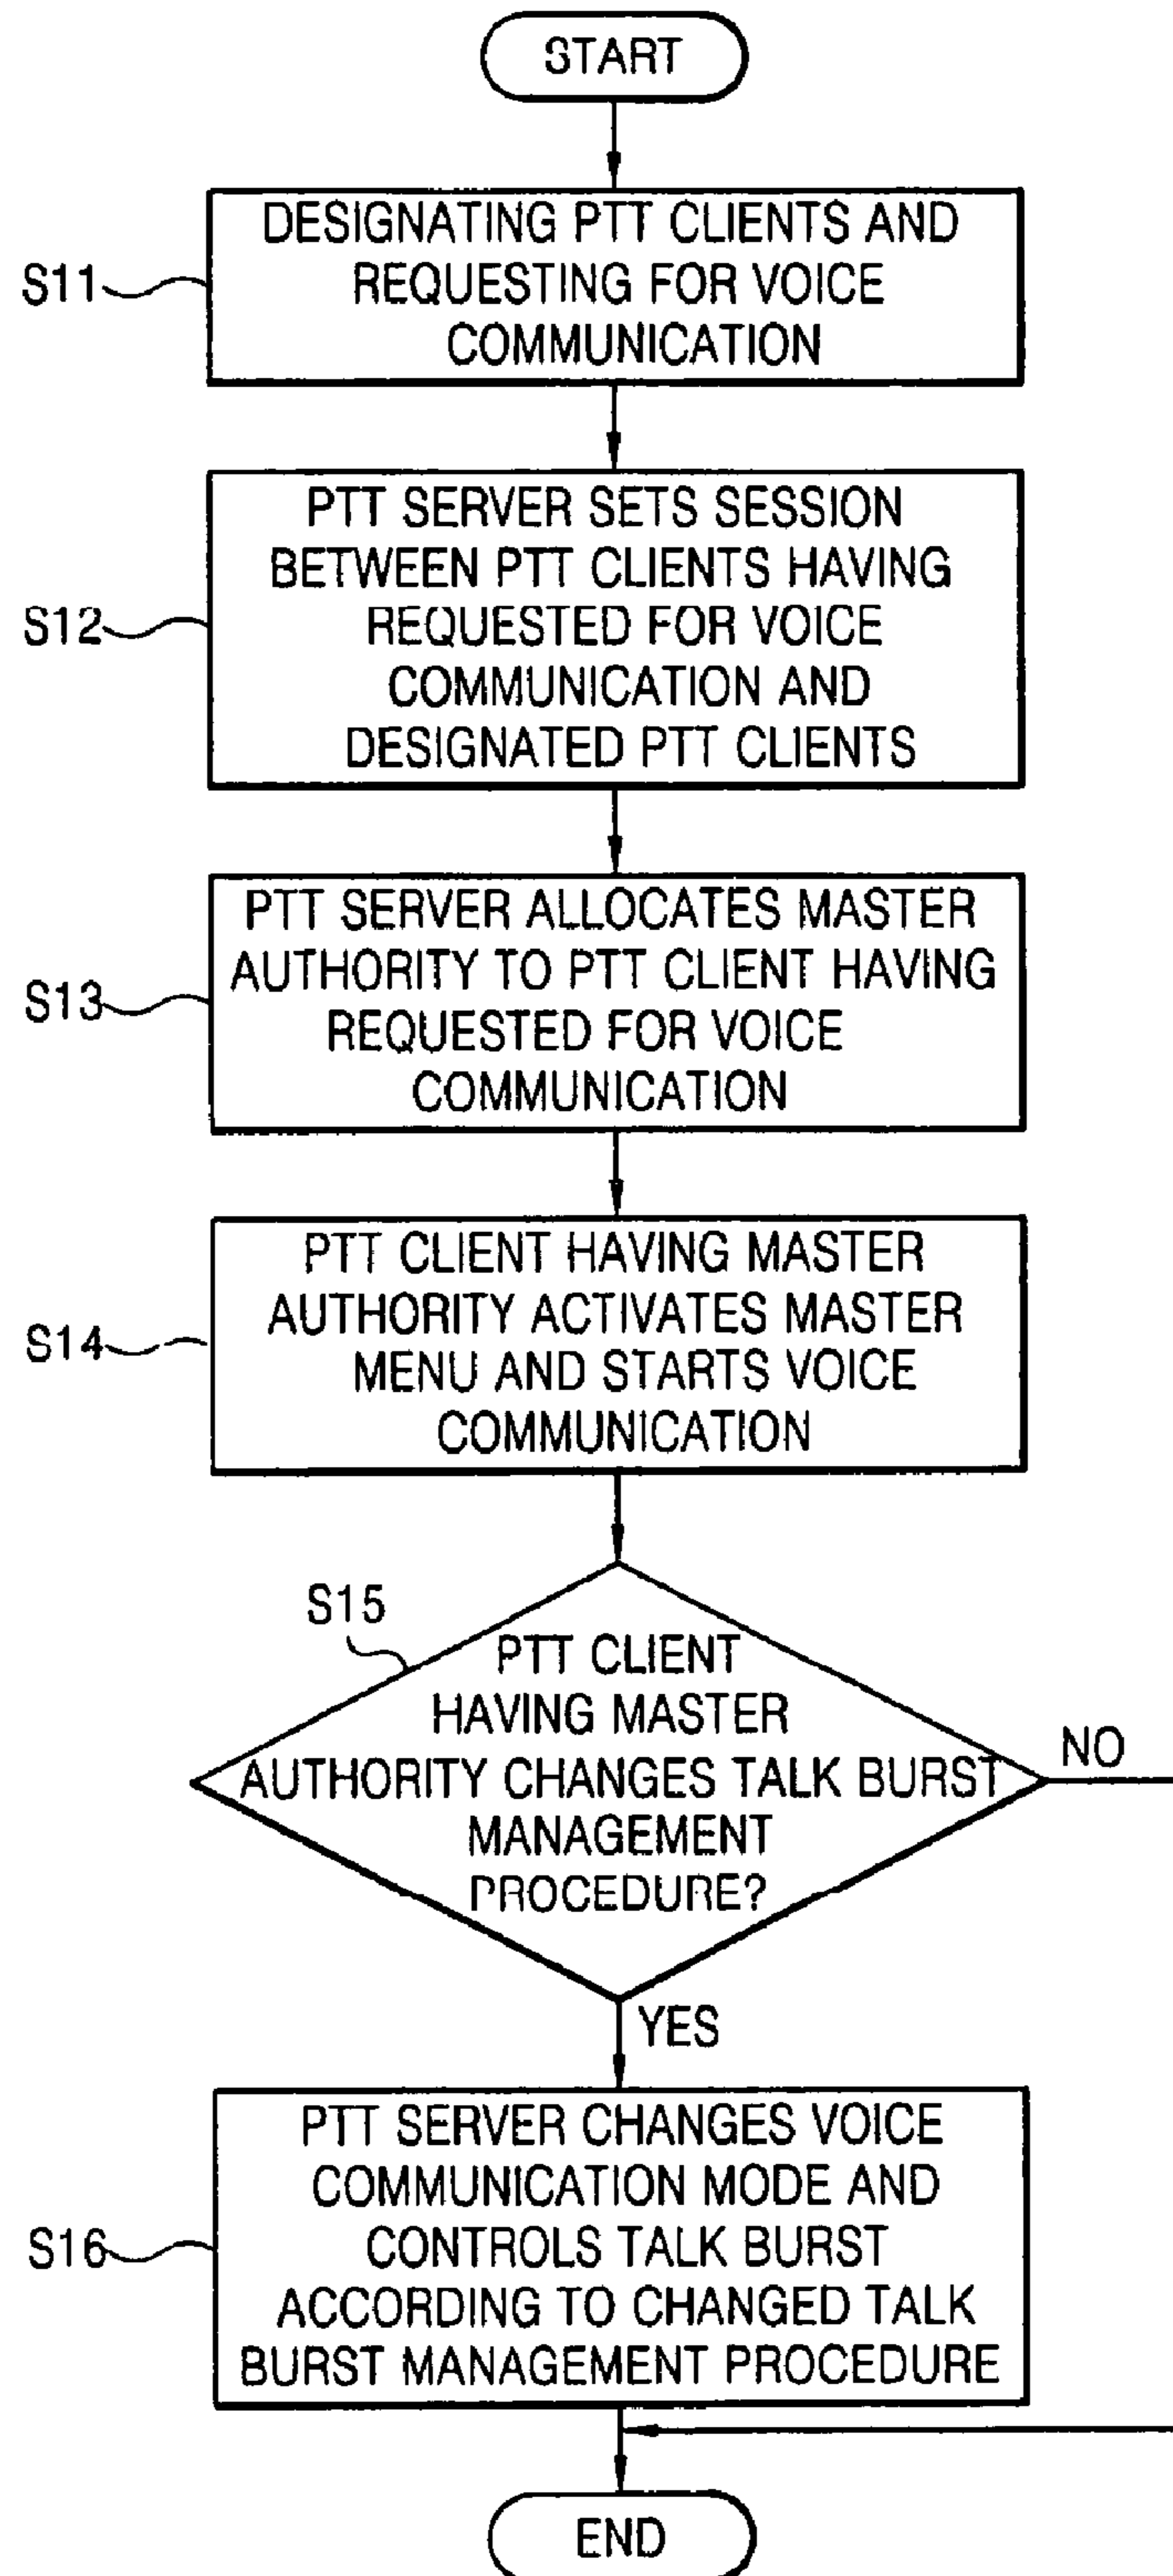 START
S11
DESIGNATING PTT CLIENTS AND
REQUESTING FOR VOICE
COMMUNICATION
S12
PTT SERVER SETS SESSION
BETWEEN PTT CLIENTS HAVING
REQUESTED FOR VOICE
COMMUNICATION AND
DESIGNATED PTT CLIENTS
S13
PTT SERVER ALLOCATES MASTER
AUTHORITY TO PTT CLIENT HAVING
REQUESTED FOR VOICE
COMMUNICATION
S14
PTT CLIENT HAVING MASTER
AUTHORITY ACTIVATES MASTER
MENU AND STARTS VOICE
COMMUNICATION
S15
PTT CLIENT
HAVING MASTER
AUTHORITY CHANGES TALK BURST
MANAGEMENT
PROCEDURE?
NO
YES
S16
PTT SERVER CHANGES VOICE
COMMUNICATION MODE AND
CONTROLS TALK BURST
ACCORDING TO CHANGED TALK
BURST MANAGEMENT PROCEDURE
END